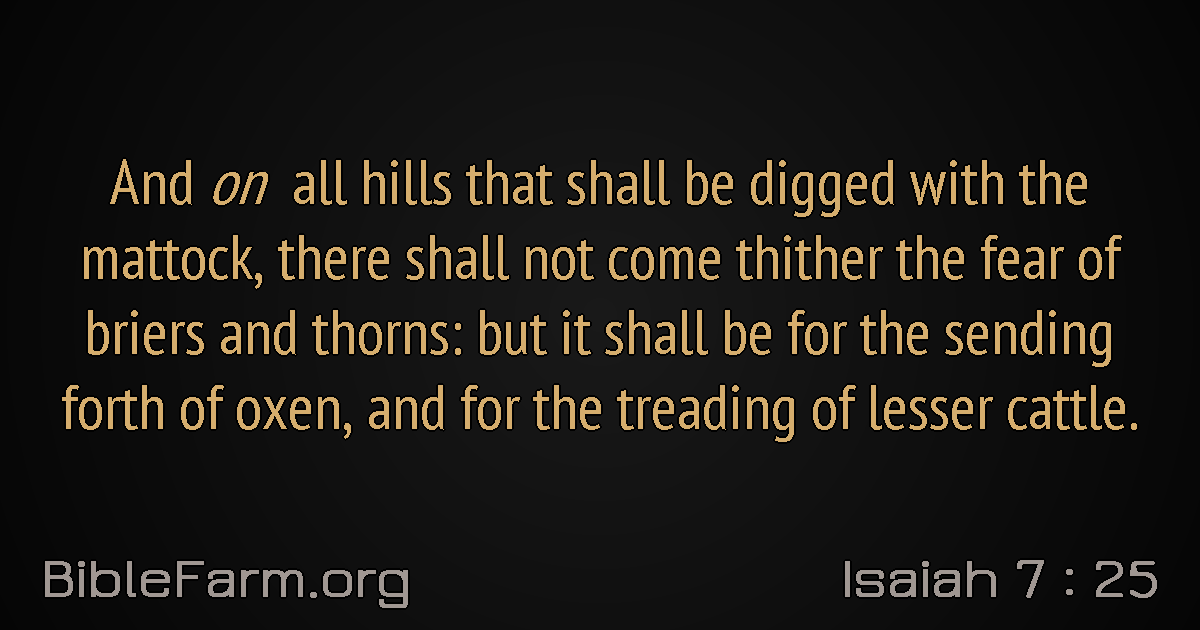 And on all hills that shall be digged with the
mattock, there shall not come thither the fear of
briers and thorns: but it shall be for the sending
forth of oxen, and for the treading of lesser cattle.
BibleFarm.org
Isaiah 7 : 25